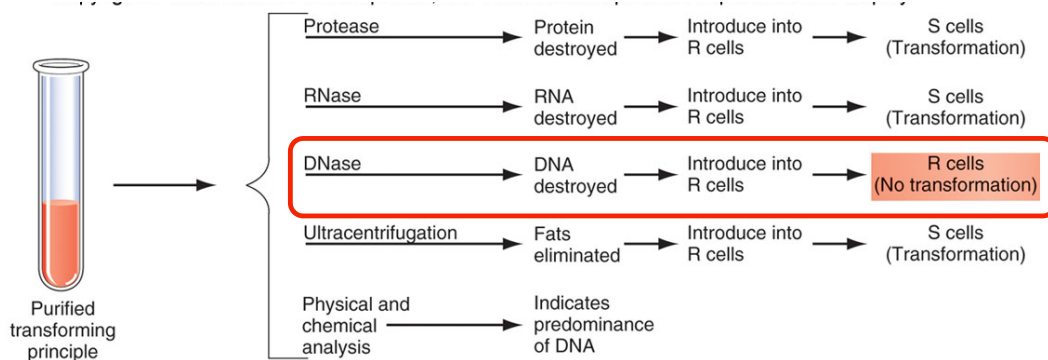 Protease
Protein
destroyed
Introduce into
R cells
S cells
(Transformation)
RNase
RNA
destroyed
Introduce into
R cells
S cells
(Transformation)
DNase
DNA
destroyed
Introduce into
R cells
R cells
(No transformation)
Ultracentrifugation
Fats
eliminated
Introduce into
R cells
S cells
(Transformation)
Physical and
chemical
analysis
Indicates
predominance
of DNA
Purified
transforming
principle